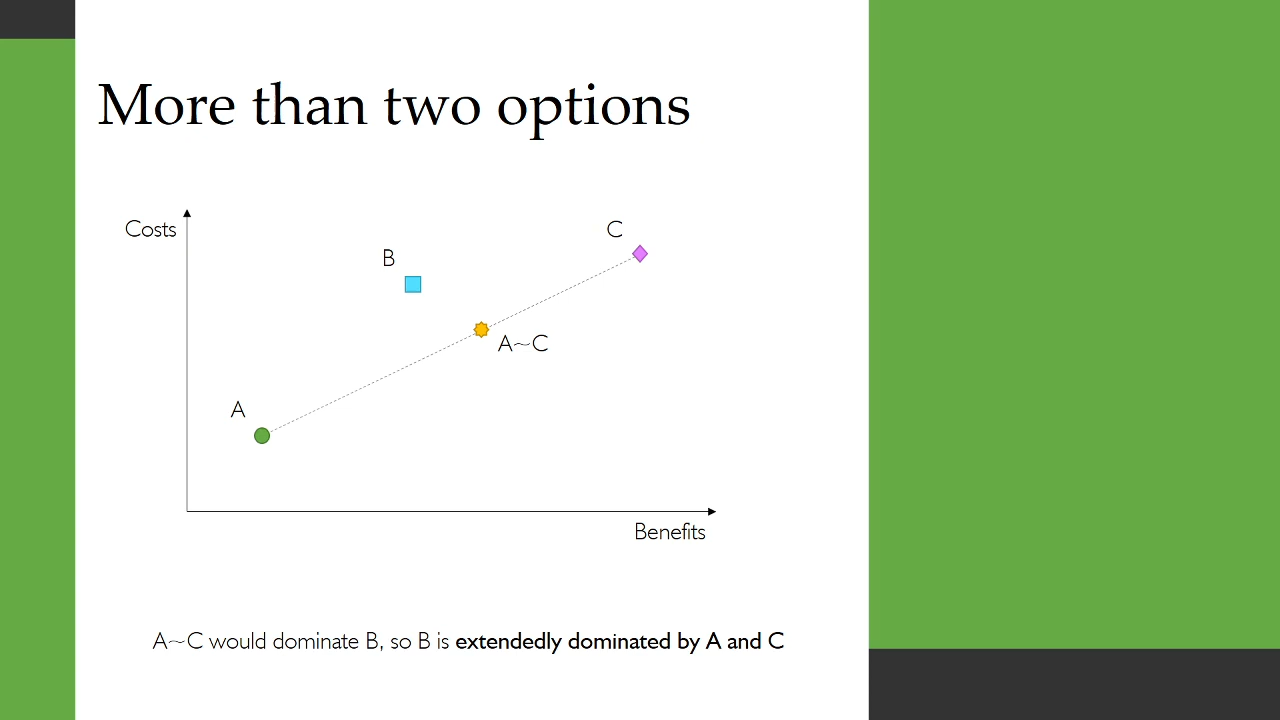 More than two options
Costs
B
C
A~C
A
Benefits
A~C would dominate B, so B is extendedly dominated by A and C